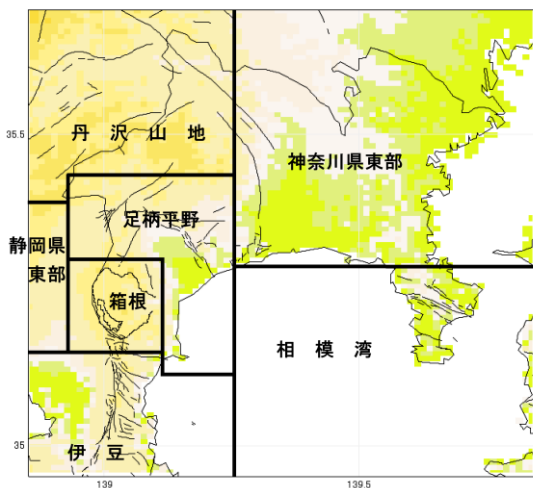 35.5
丹 沢 山 地
神奈川県東部
足柄平野
静岡県
東部
箱根
相 模 湾
35
伊 豆
139
139.5